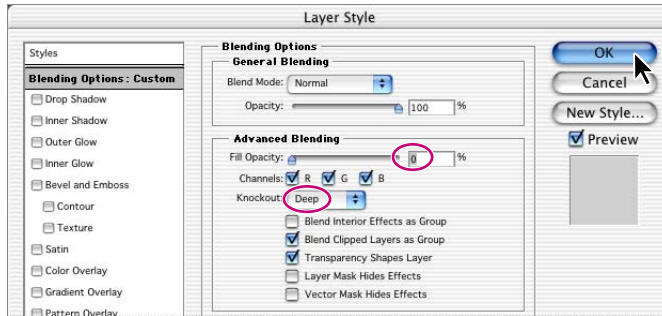 Layer Style
Styles
Blending Options: Custom
Drop Shadow
Inner Shadow
Outer Glow
Inner Glow
Bevel and Emboss
Contour
Texture
Satin
Color Overlay
Gradient Overlay
Pattern Overlay
Blending Options
General Blending
Blend Mode: Normal
Opacity: 100 %
Advanced Blending
Fill Opacity: 0 %
Channels: R G B
Knockout: Deep
Blend Interior Effects as Group
Blend Clipped Layers as Group
Transparency Shapes Layer
Layer Mask Hides Effects
Vector Mask Hides Effects
OK
Cancel
New Style...
Preview